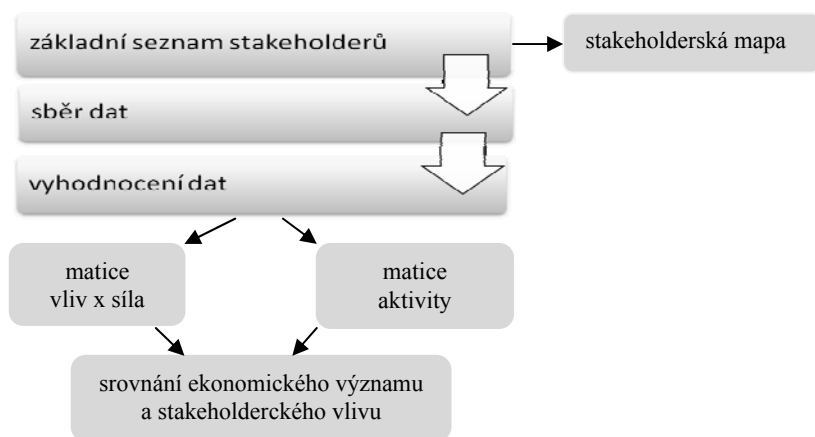 základní seznam stakeholderů
stakeholderská mapa
sběr dat
vyhodnocení dat
matice
vliv x síla
matice
aktivity
srovnání ekonomického významu
a stakeholderckého vlivu